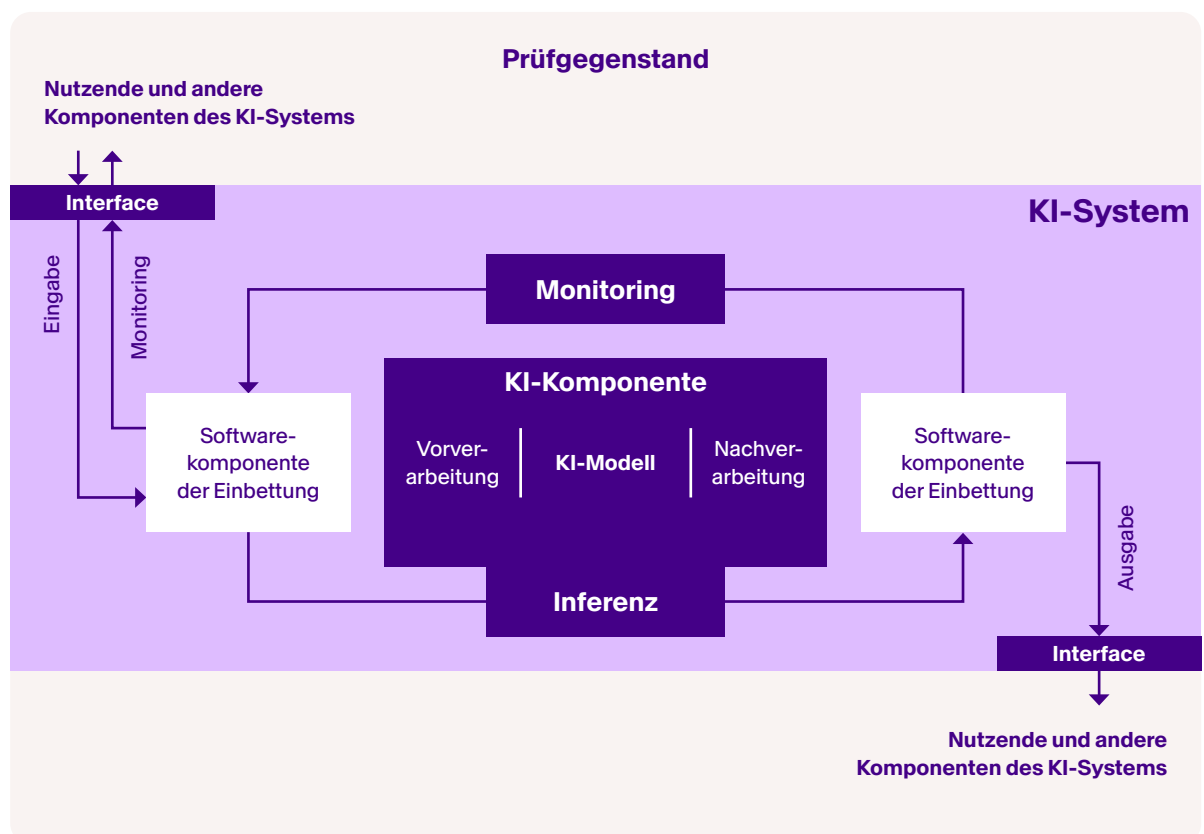 Prüfgegenstand
Nutzende und andere
Komponenten des KI-Systems
Interface
KI-System
Eingabe
Monitoring
Monitoring
KI-Komponente
Vorver-
arbeitung
KI-Modell
Nachver-
arbeitung
Software-
komponente
der Einbettung
Software-
komponente
der Einbettung
Inferenz
Ausgabe
Interface
Nutzende und andere
Komponenten des KI-Systems